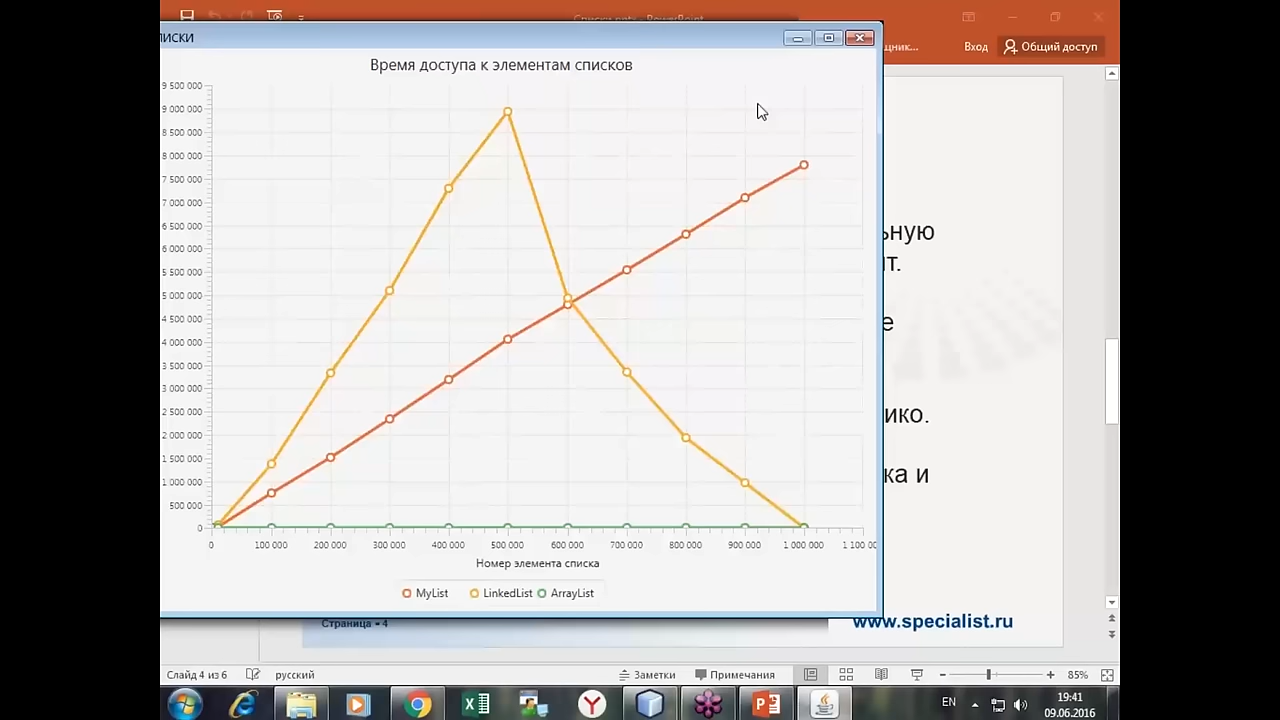 Списки.pptx - PowerPoint
писки
щник...
Вход
Общий доступ
Время доступа к элементам списков
9 500 000
9 000 000
8 500 000
8 000 000
7 500 000
7 000 000
6 500 000
6 000 000
5 500 000
5 000 000
4 500 000
4 000 000
3 500 000
3 000 000
2 500 000
2 000 000
1 500 000
1 000 000
500 000
0
0 100 000 200 000 300 000 400 000 500 000 600 000 700 000 800 000 900 000 1 000 000 1 100 00
Номер элемента списка
MyList LinkedList ArrayList
ьную
т.
е
ико.
ка и
Страница ▪ 4
www.specialist.ru
Слайд 4 из 6 русский Заметки Примечания 85%
EN
19:41
09.06.2016